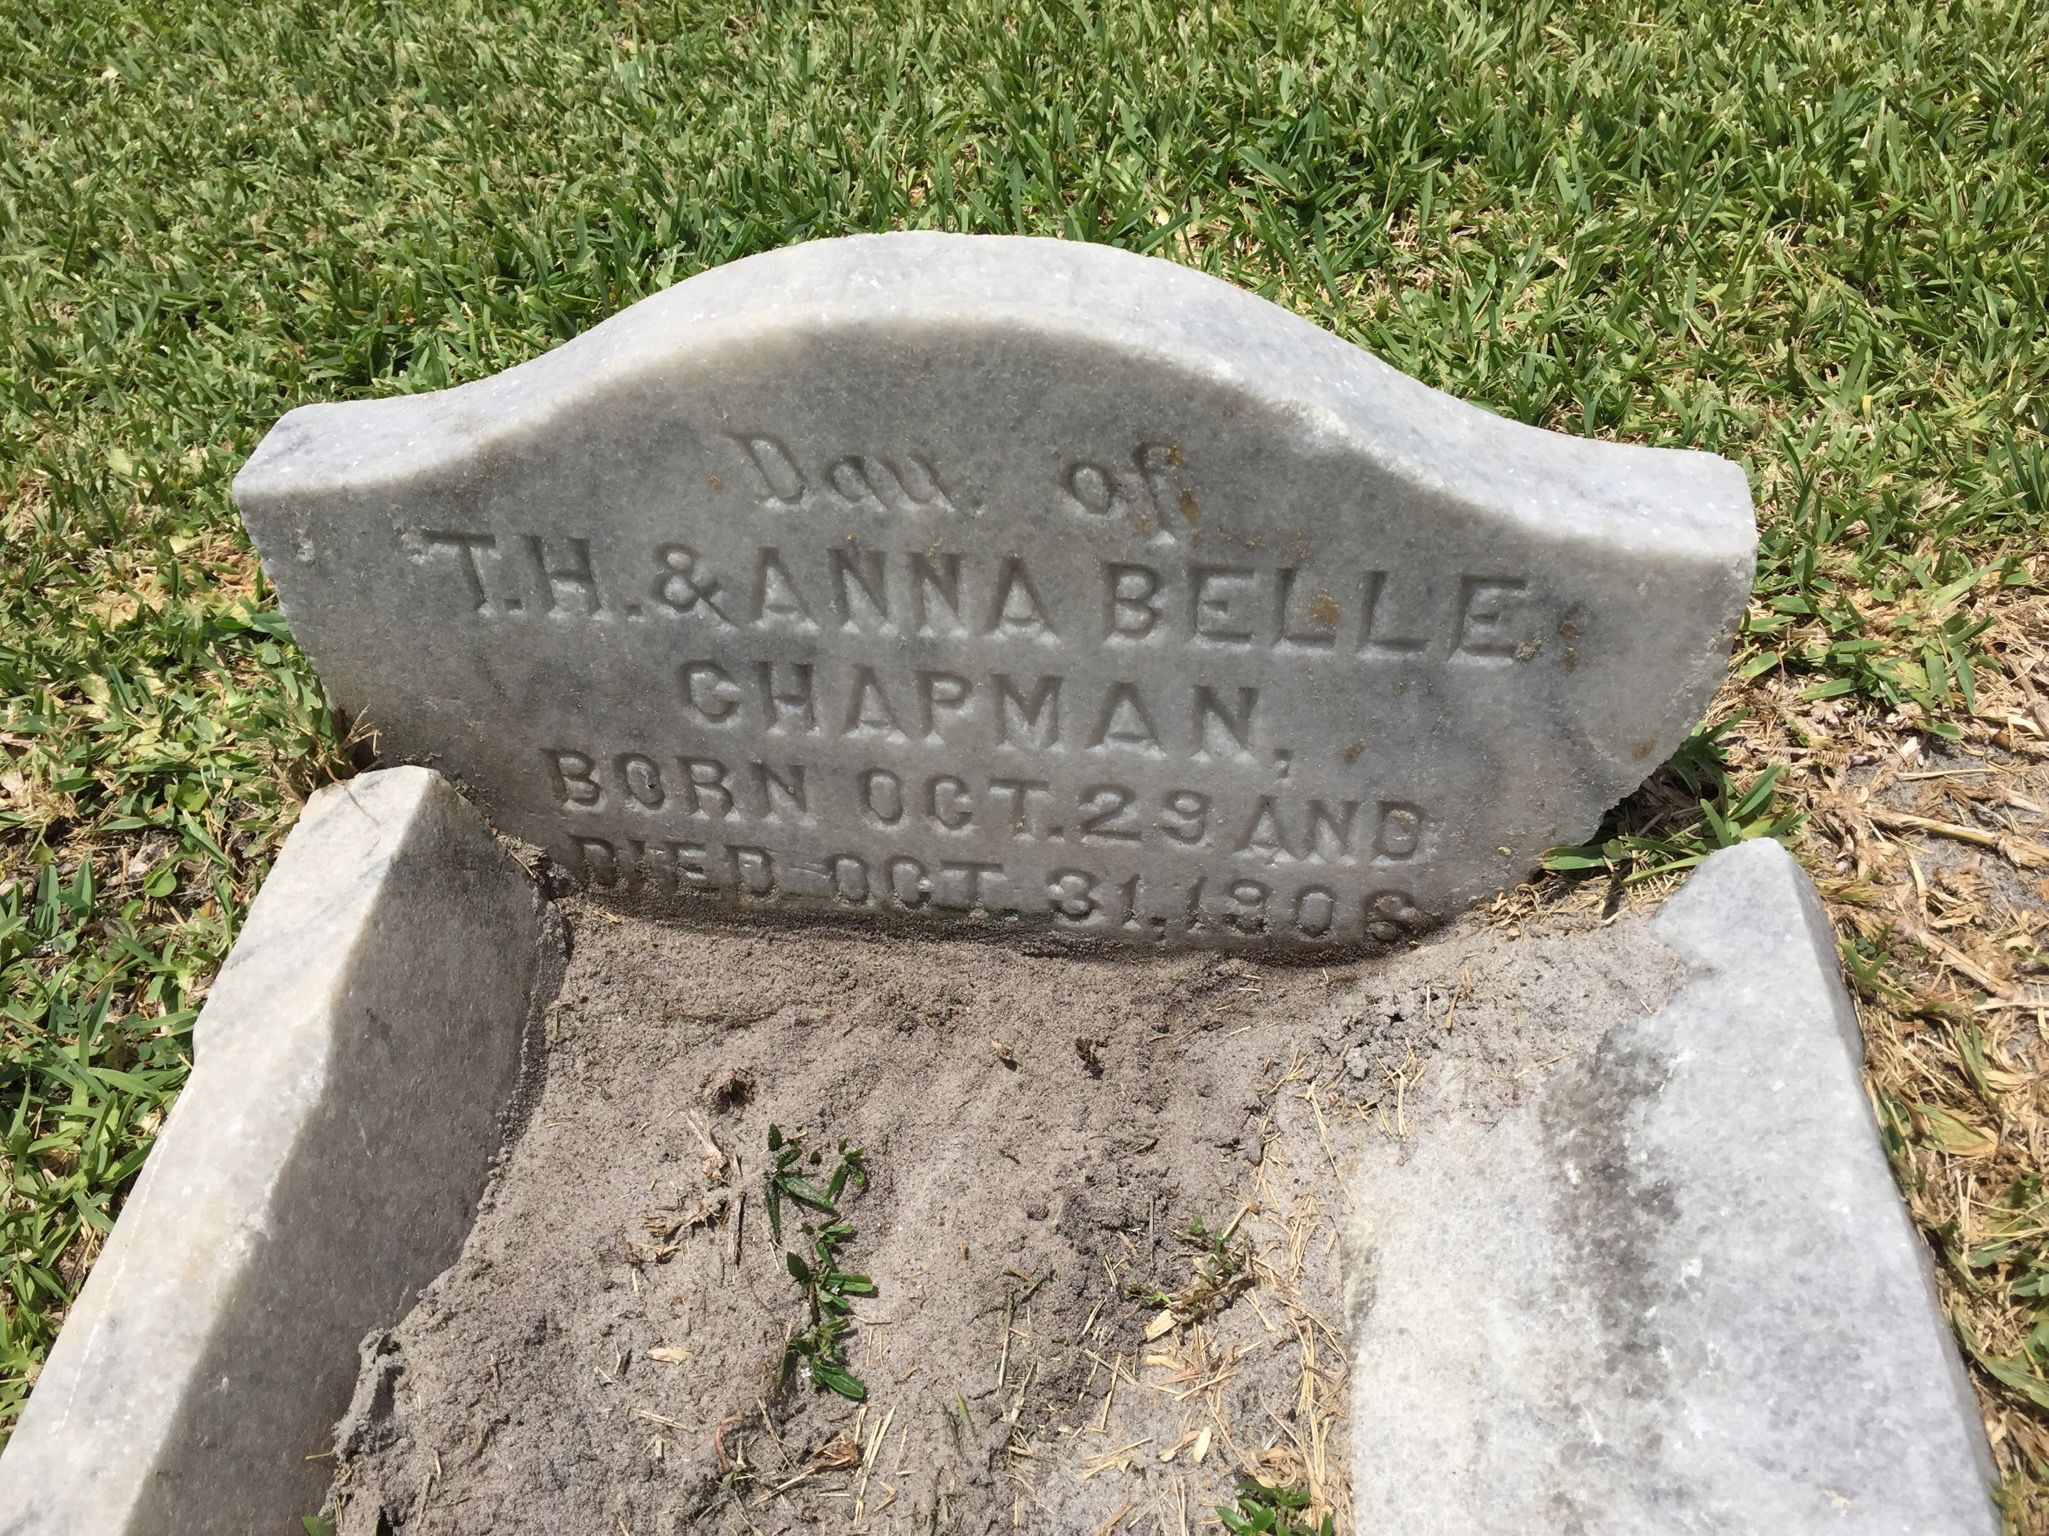 Dau. of
T.H. & ANNA BELLE
CHAPMAN,
BORN OCT. 29 AND
DIED OCT. 31, 1906